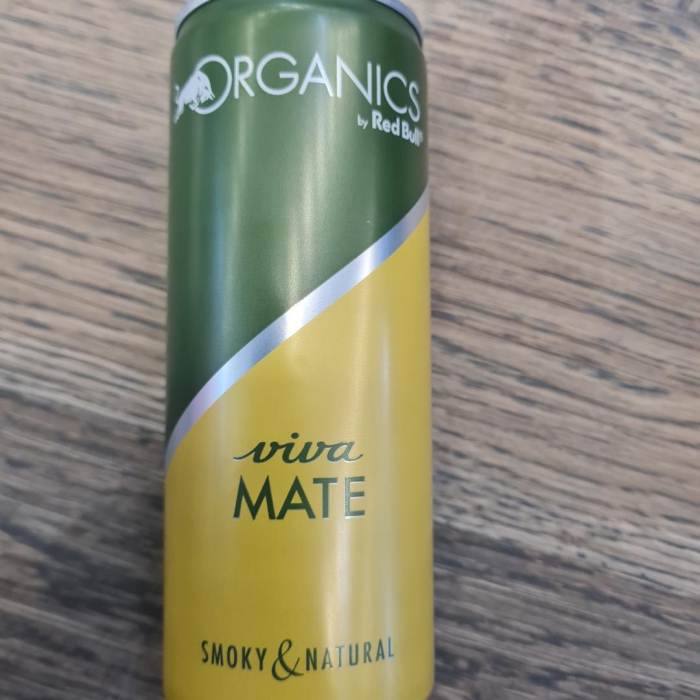 ORGANICS
by Red Bull®
viva
MATE
SMOKY & NATURAL